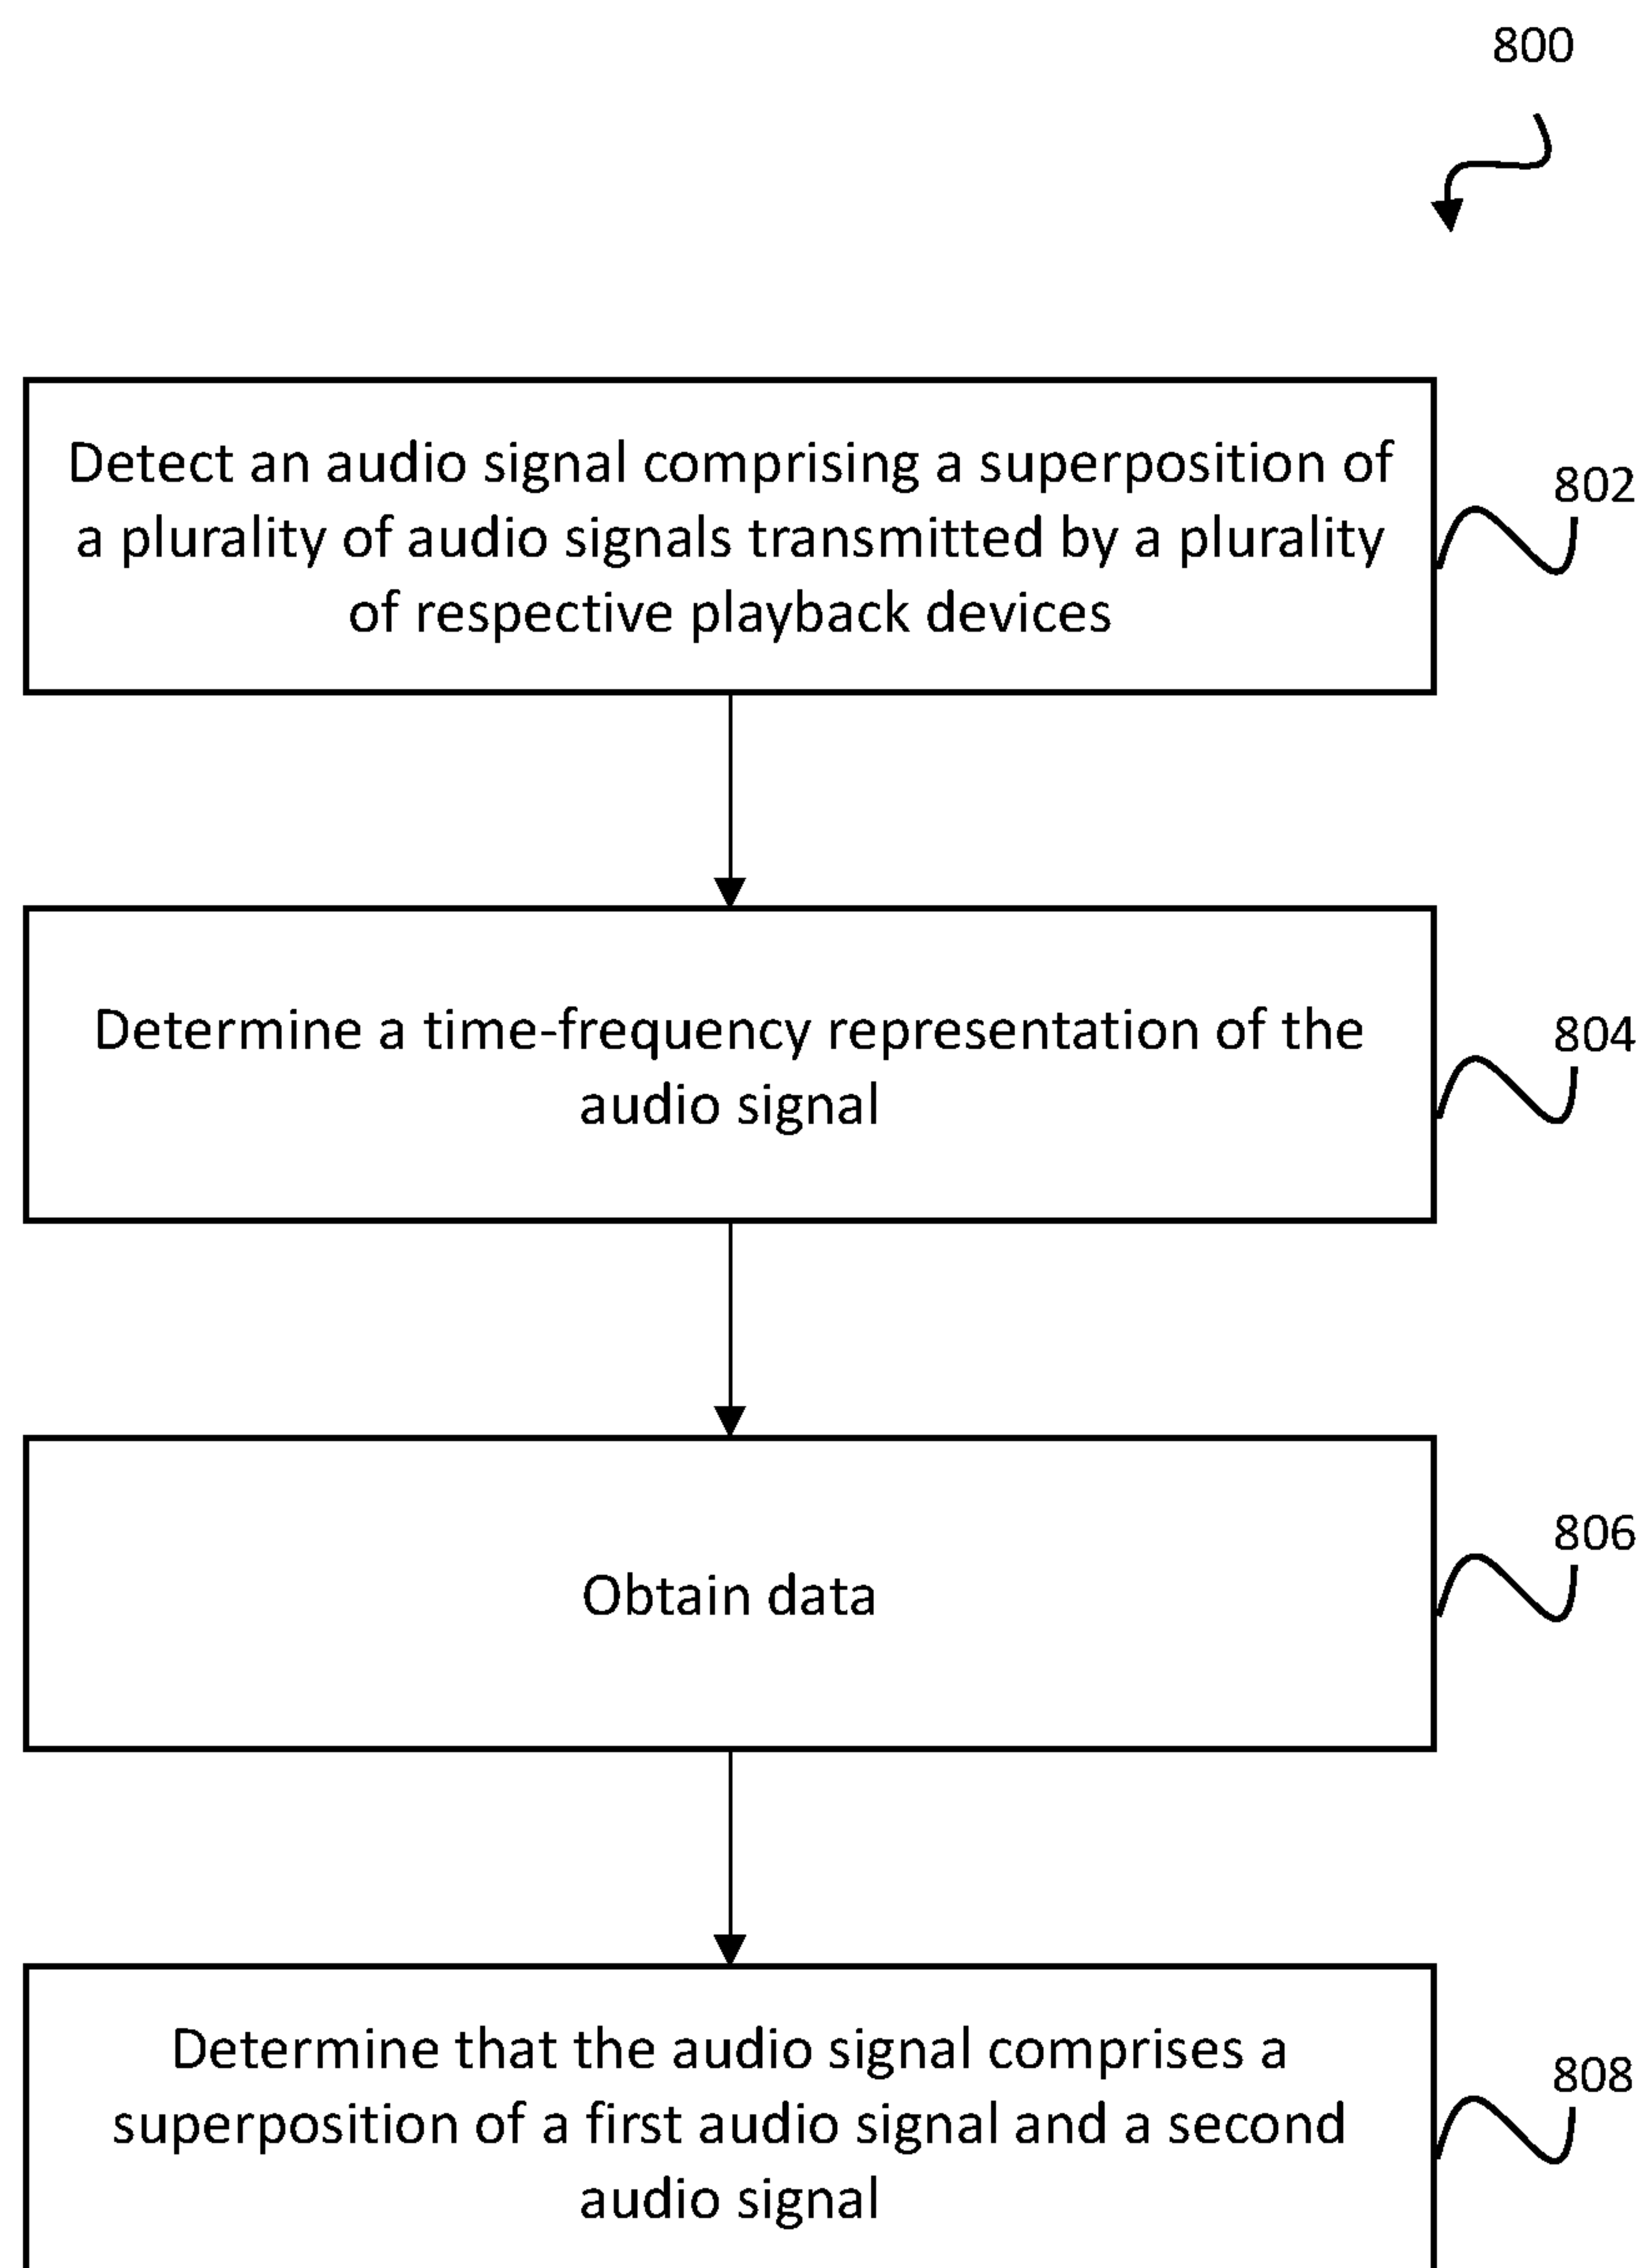 800
Detect an audio signal comprising a superposition of
a plurality of audio signals transmitted by a plurality
of respective playback devices
802
Determine a time-frequency representation of the
audio signal
804
Obtain data
806
Determine that the audio signal comprises a
superposition of a first audio signal and a second
audio signal
808